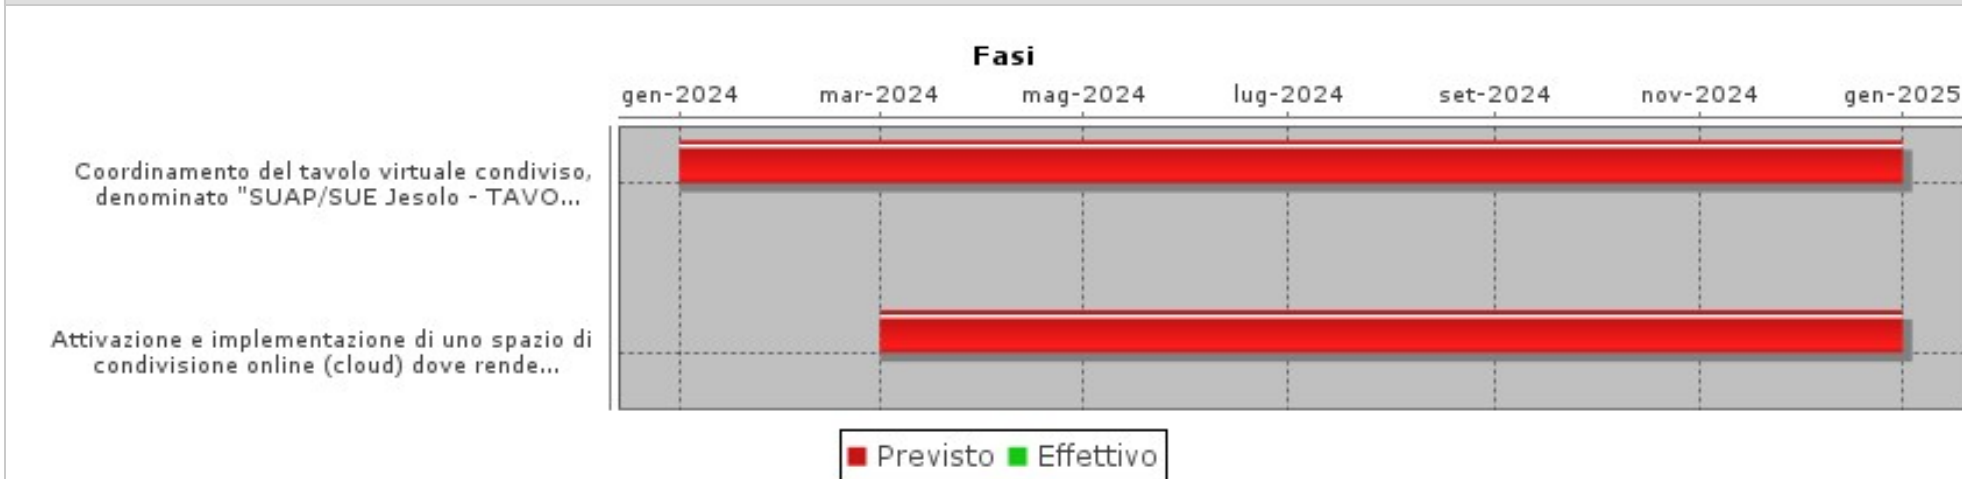 Fasi
gen-2024 mar-2024 mag-2024 lug-2024 set-2024 nov-2024 gen-2025
Coordinamento del tavolo virtuale condiviso,
denominato "SUAP/SUE Jesolo - TAVO...
Attivazione e implementazione di uno spazio di
condivisione online (cloud) dove rende...
Previsto Effettivo